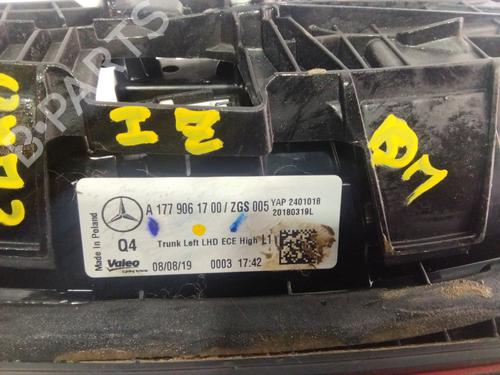 B-PARTS
IZ
A 177 906 17 00 / ZGS 005
YAP 2401018
20180319L
Made in Poland
Q4
Trunk Left LHD ECE High L1
Valeo
08/08/19 0003 17:42